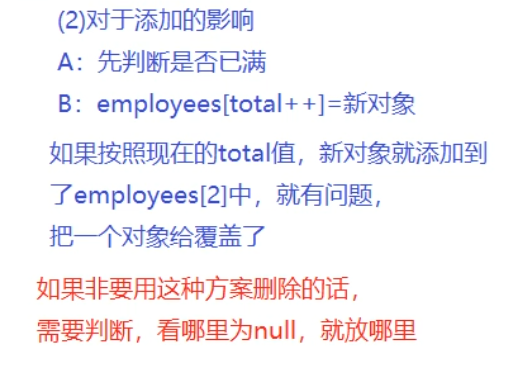 (2)对于添加的影响
A：先判断是否已满
B：employees[total++]=新对象
如果按照现在的total值，新对象就添加到
了employees[2]中，就有问题，
把一个对象给覆盖了
如果非要用这种方案删除的话，
需要判断，看哪里为null，就放哪里